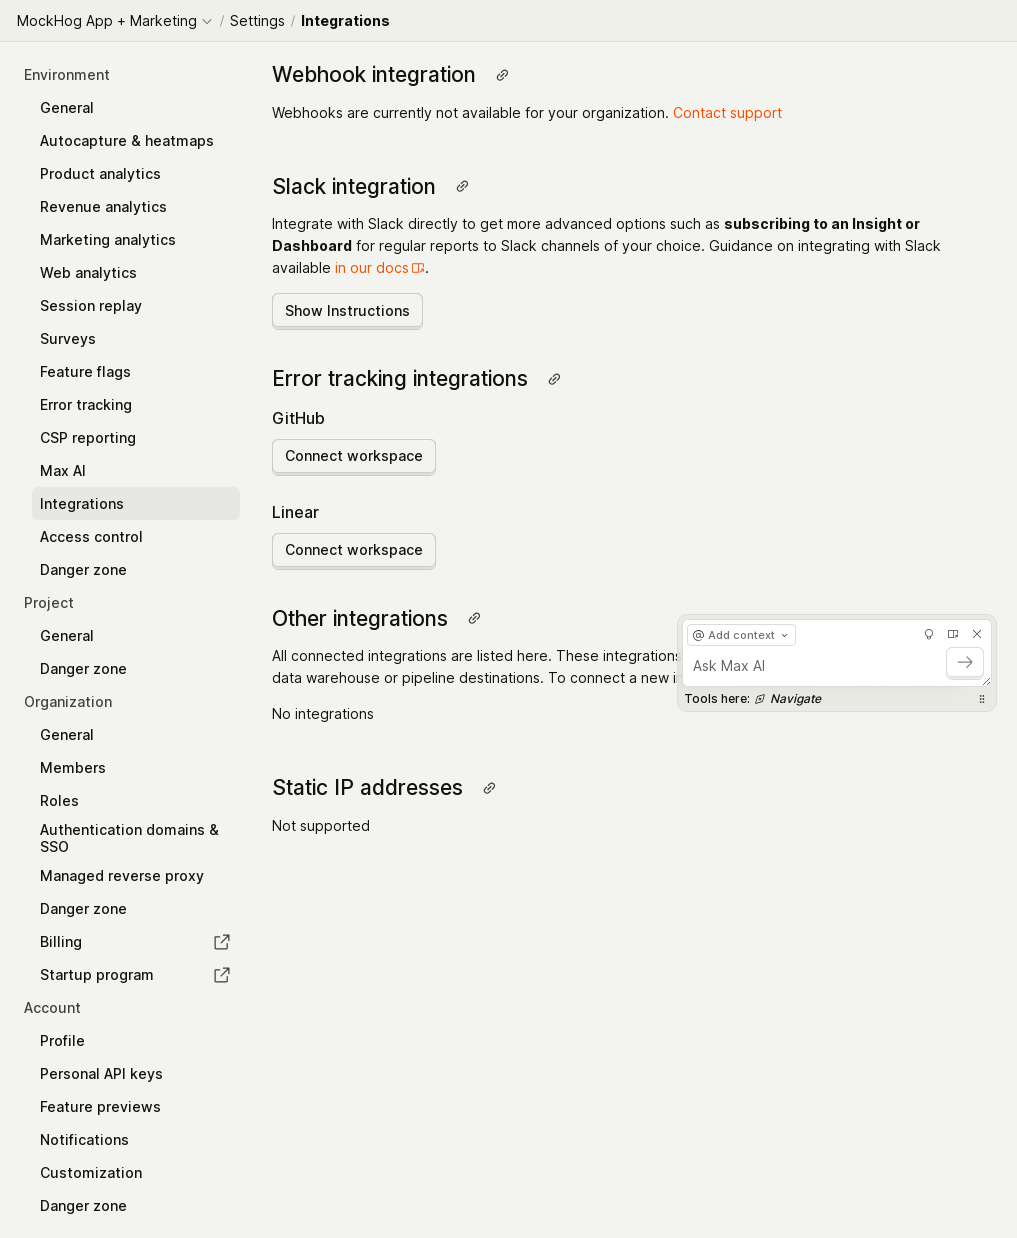 MockHog App + Marketing / Settings / Integrations
Environment
General
Autocapture & heatmaps
Product analytics
Revenue analytics
Marketing analytics
Web analytics
Session replay
Surveys
Feature flags
Error tracking
CSP reporting
Max AI
Integrations
Access control
Danger zone
Project
General
Danger zone
Organization
General
Members
Roles
Authentication domains &
SSO
Managed reverse proxy
Danger zone
Billing
Startup program
Account
Profile
Personal API keys
Feature previews
Notifications
Customization
Danger zone
Webhook integration
Webhooks are currently not available for your organization. Contact support
Slack integration
Integrate with Slack directly to get more advanced options such as subscribing to an Insight or
Dashboard for regular reports to Slack channels of your choice. Guidance on integrating with Slack
available in our docs.
Show Instructions
Error tracking integrations
GitHub
Connect workspace
Linear
Connect workspace
Other integrations
All connected integrations are listed here. These integrations
data warehouse or pipeline destinations. To connect a new
No integrations
Static IP addresses
Not supported
@ Add context
Ask Max AI
Tools here: Navigate